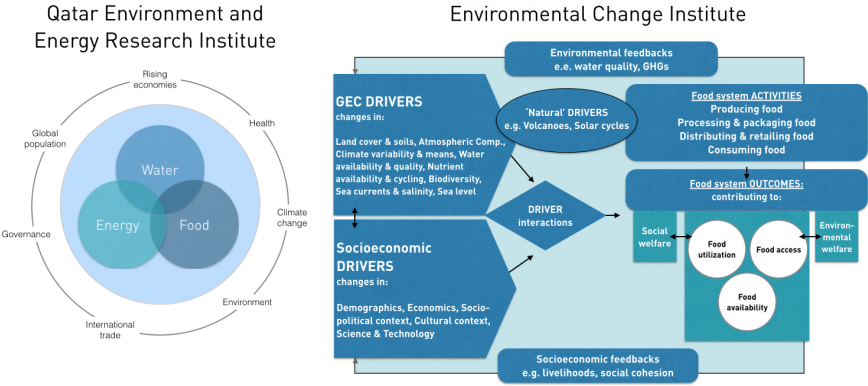 Qatar Environment and
Energy Research Institute
Rising
economies
Health
Global
population
Water
Energy
Food
Climate
change
Governance
Environment
International
trade
Environmental Change Institute
Environmental feedbacks
e.e. water quality, GHGs
GEC DRIVERS
changes in:
Land cover & soils, Atmospheric Comp.,
Climate variability & means, Water
availability & quality, Nutrient
availability & cycling, Biodiversity,
Sea currents & salinity, Sea level
'Natural' DRIVERS
e.g. Volcanoes, Solar cycles
Food system ACTIVITIES
Producing food
Processing & packaging food
Distributing & retailing food
Consuming food
DRIVER
interactions
Food system OUTCOMES:
contributing to:
Social
welfare
Food
utilization
Food access
Environ-
mental
welfare
Food
availability
Socioeconomic
DRIVERS
changes in:
Demographics, Economics, Socio-
political context, Cultural context,
Science & Technology
Socioeconomic feedbacks
e.g. livelihoods, social cohesion